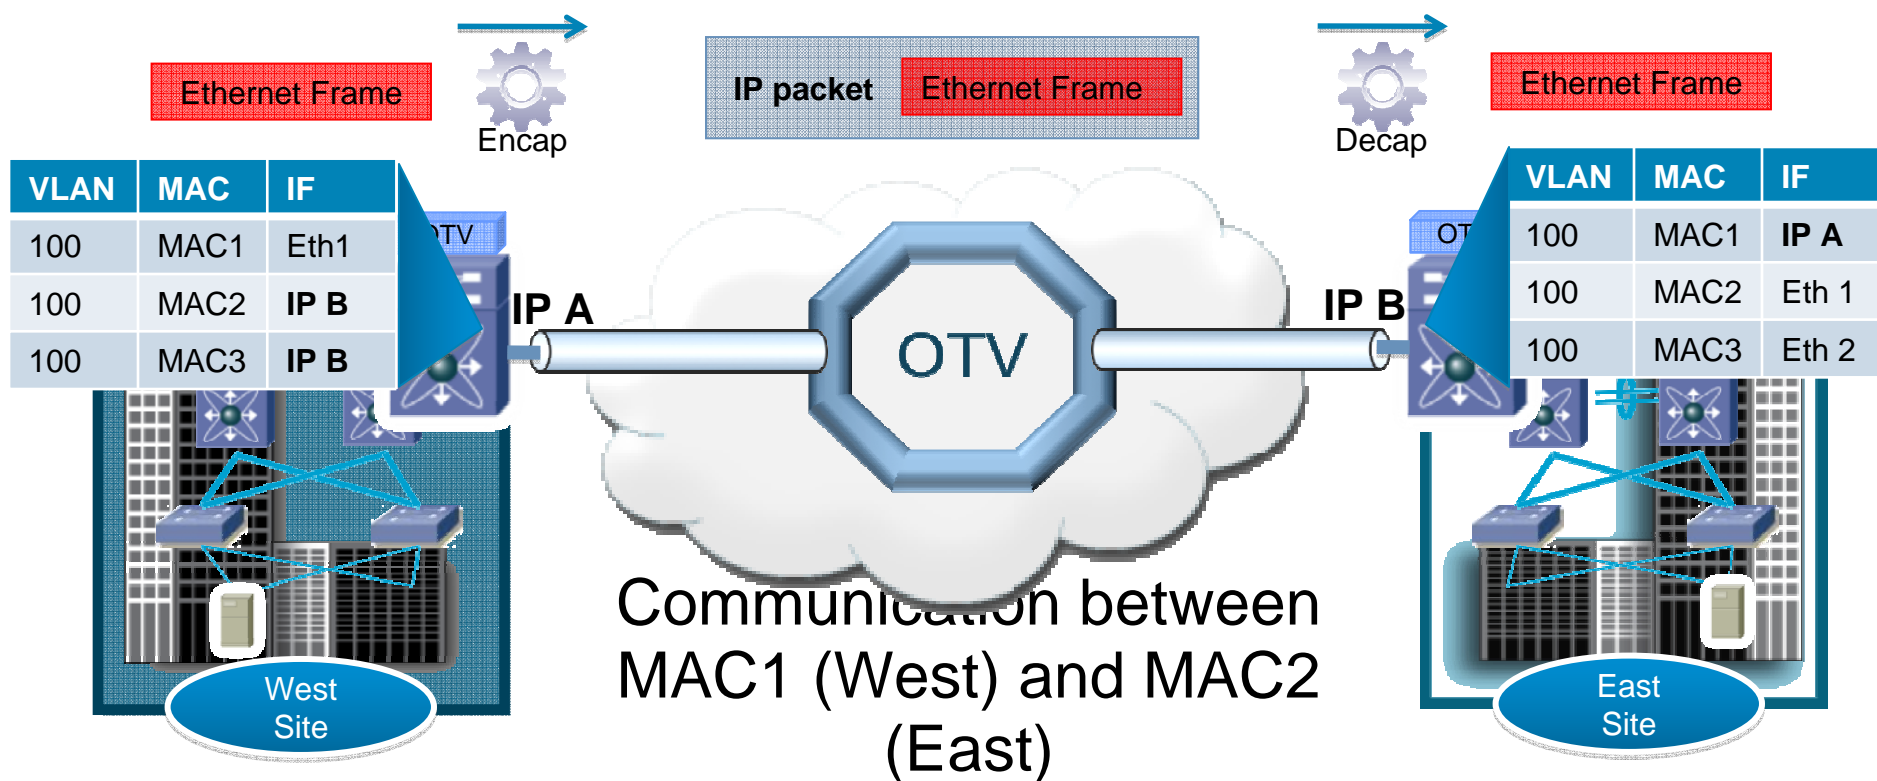 Ethernet Frame
Encap
IP packet
Ethernet Frame
Decap
Ethernet Frame
VLAN MAC IF
100 MAC1 Eth1
100 MAC2 IP B
100 MAC3 IP B
OTV
IP A
OTV
IP B
VLAN MAC IF
100 MAC1 IP A
100 MAC2 Eth 1
100 MAC3 Eth 2
Communication between
MAC1 (West) and MAC2
(East)
West
Site
East
Site